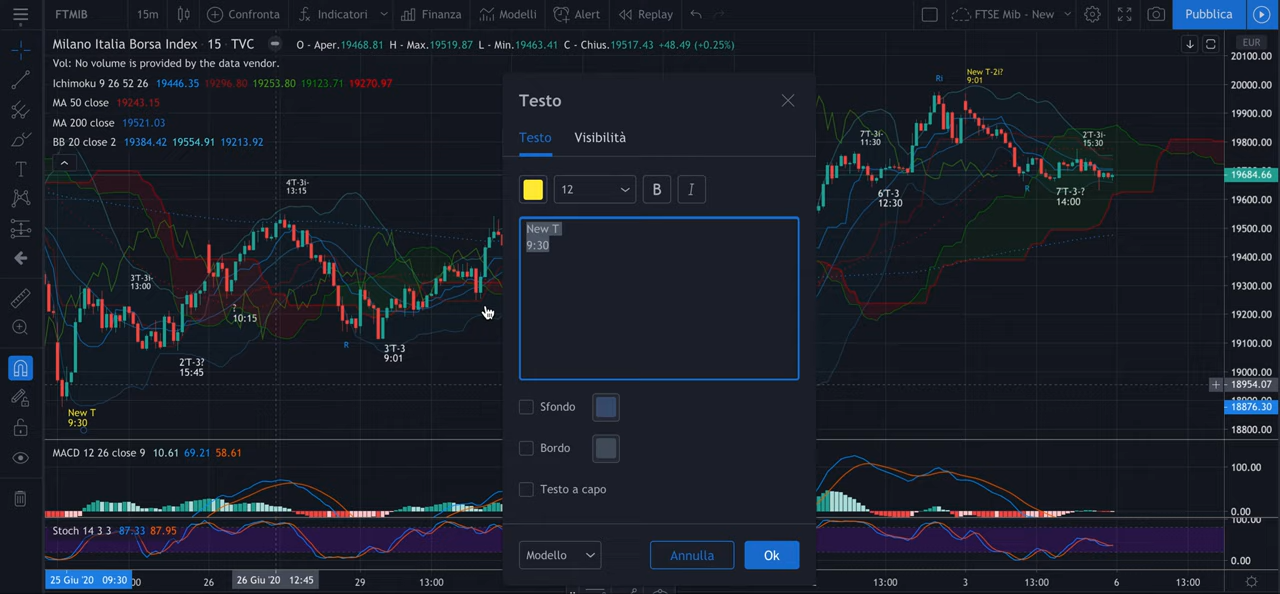 FTMIB 15m Confronta Indicatori Finanza Modelli Alert Replay FTSE Mib - New Pubblica
Milano Italia Borsa Index · 15 · TVC O - Aper.19468.81 H - Max.19519.87 L - Min.19463.41 C - Chius.19517.43 +48.49 (+0.25%)
Vol: No volume is provided by the data vendor.
Ichimoku 9 26 52 26 19446.35 19296.80 19253.80 19123.71 19270.97
MA 50 close 19243.15
MA 200 close 19521.03
BB 20 close 2 19384.42 19554.91 19213.92
4'T-3i-
13:15
3'T-3i-
13:00
?
10:15
2'T-3?
15:45
R
3'T-3
9:01
New T
9:30
Testo
Testo Visibilità
12 B I
New T
9:30
Sfondo
Bordo
Testo a capo
Modello Annulla Ok
7'T-3i-
11:30
6'T-3
12:30
Ri
New T-2i?
9:01
R
2'T-3i-
15:30
7'T-3-?
14:00
EUR
20100.00
20000.00
19900.00
19800.00
19684.66
19600.00
19500.00
19400.00
19300.00
19200.00
19100.00
19000.00
18954.07
18876.30
18800.00
MACD 12 26 close 9 10.61 69.21 58.61
100.00
0.00
Stoch 14 3 3 87.33 87.95
100.00
0.00
25 Giu '20 09:30 :00 26 26 Giu '20 12:45 29 13:00 13:00 3 13:00 6 13:00